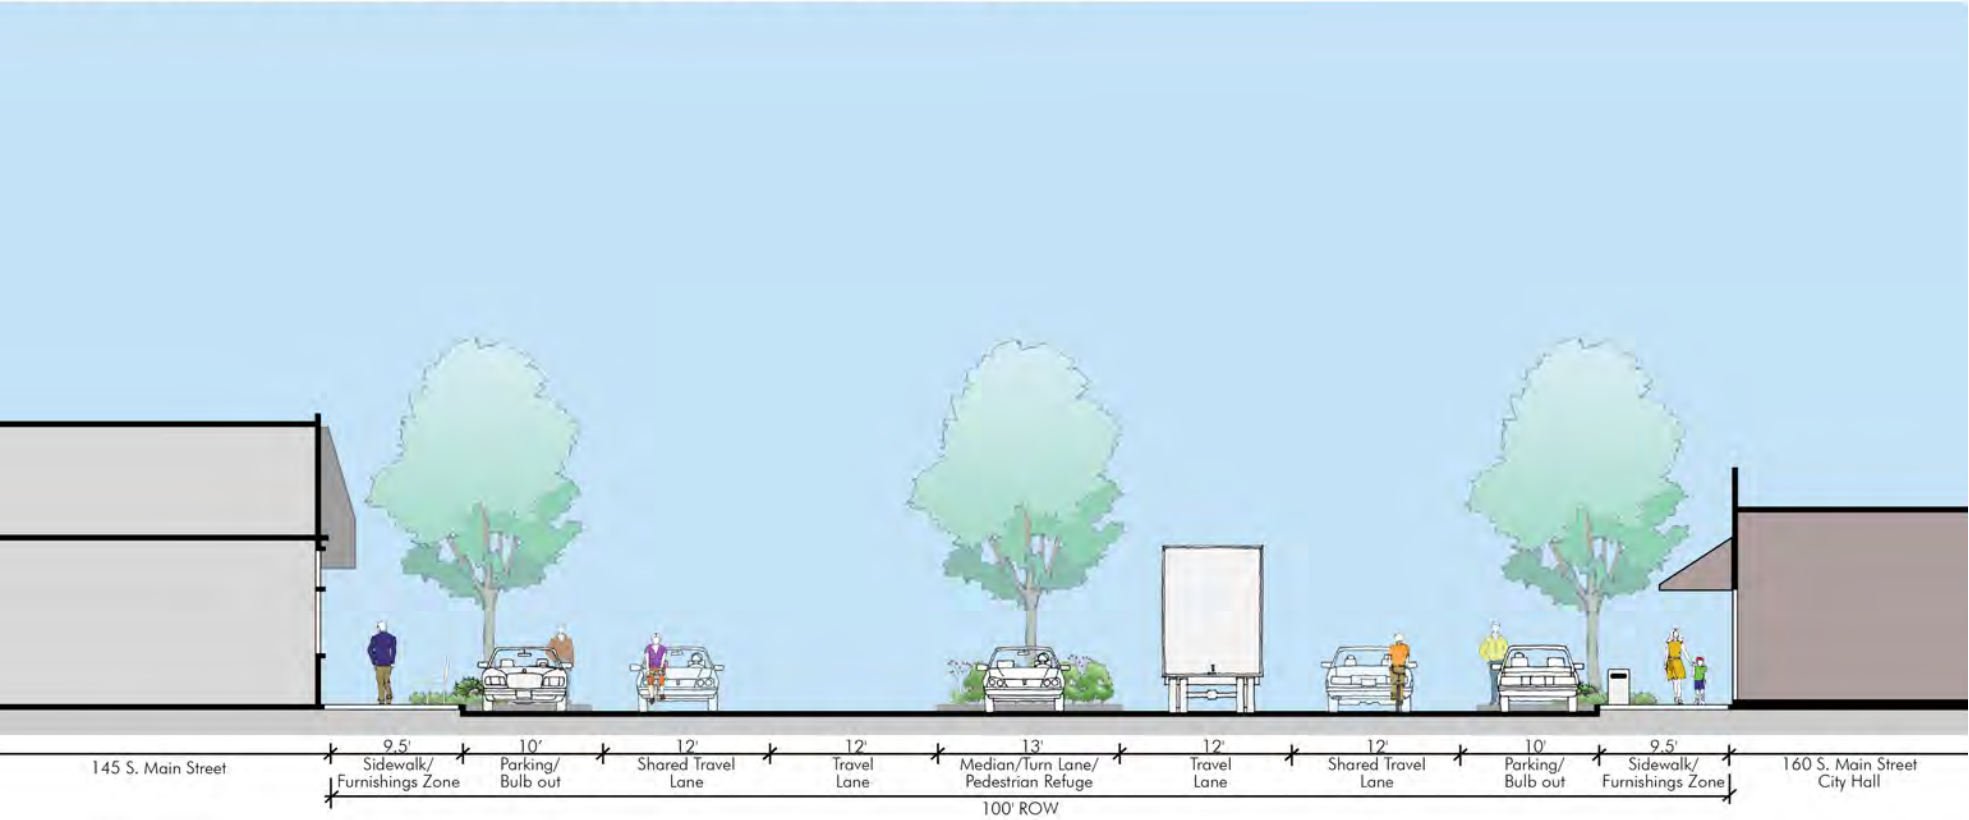 9.5' 10' 12' 12' 13' 12' 12' 10' 9.5'
145 S. Main Street
Sidewalk/
Furnishings Zone
Parking/
Bulb out
Shared Travel
Lane
Travel
Lane
Median/Turn Lane/
Pedestrian Refuge
Travel
Lane
Shared Travel
Lane
Parking/
Bulb out
Sidewalk/
Furnishings Zone
160 S. Main Street
City Hall
100' ROW